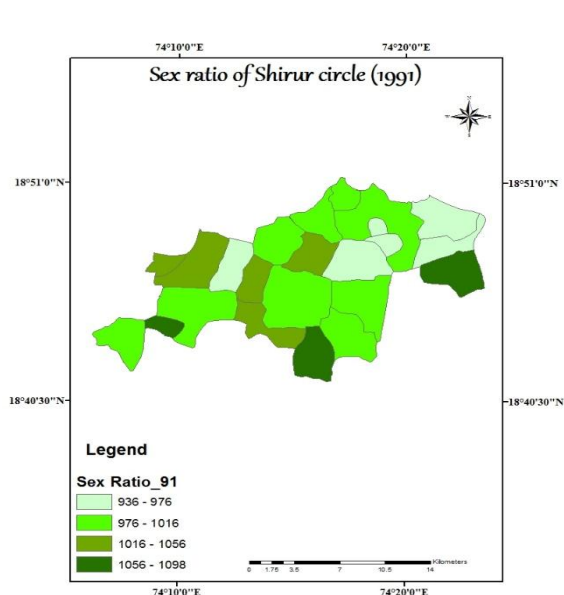 74°10'0"E 74°20'0"E
Sex ratio of Shirur circle (1991)
N
W E
S
18°51'0"N 18°51'0"N
18°40'30"N 18°40'30"N
Legend
Sex Ratio_91
936 - 976
976 - 1016
1016 - 1056
1056 - 1098
Kilometers
0 1.75 3.5 7 10.5 14
74°10'0"E 74°20'0"E